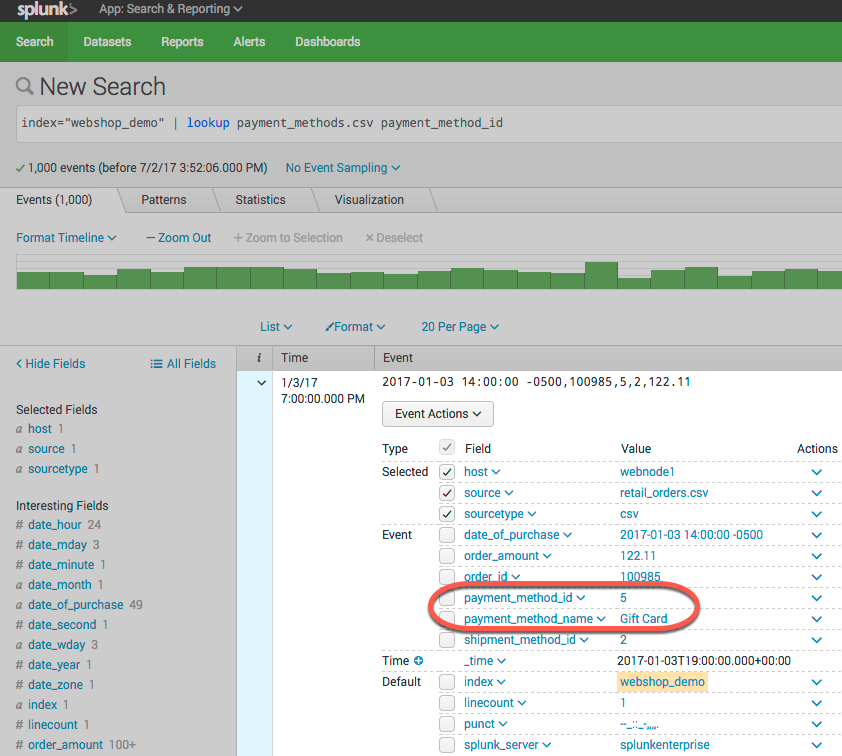 splunk> App: Search & Reporting
Search Datasets Reports Alerts Dashboards
New Search
index="webshop_demo" | lookup payment_methods.csv payment_method_id
1,000 events (before 7/2/17 3:52:06.000 PM) No Event Sampling
Events (1,000) Patterns Statistics Visualization
Format Timeline — Zoom Out + Zoom to Selection × Deselect
List Format 20 Per Page
< Hide Fields All Fields
i Time Event
Selected Fields
a host 1
a source 1
a sourcetype 1
Interesting Fields
# date_hour 24
# date_mday 3
# date_minute 1
a date_month 1
a date_of_purchase 49
# date_second 1
a date_wday 3
# date_year 1
# date_zone 1
a index 1
# linecount 1
# order_amount 100+
1/3/17
7:00:00.000 PM
2017-01-03 14:00:00 -0500,100985,5,2,122.11
Event Actions
Type Field Value Actions
Selected host webnode1
source retail_orders.csv
sourcetype csv
Event date_of_purchase 2017-01-03 14:00:00 -0500
order_amount 122.11
order_id 100985
payment_method_id 5
payment_method_name Gift Card
shipment_method_id 2
Time _time 2017-01-03T19:00:00.000+00:00
Default index webshop_demo
linecount 1
punct --_::_-,,,,.
splunk_server splunkenterprise